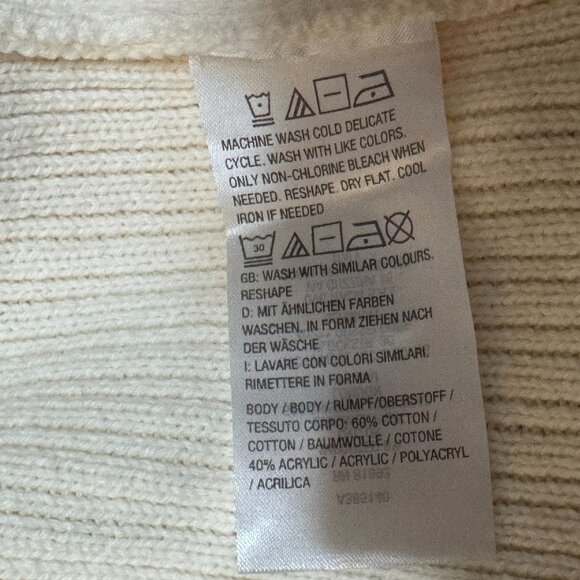 MACHINE WASH COLD DELICATE
CYCLE. WASH WITH LIKE COLORS.
ONLY NON-CHLORINE BLEACH WHEN
NEEDED. RESHAPE. DRY FLAT. COOL
IRON IF NEEDED
30
GB: WASH WITH SIMILAR COLOURS.
RESHAPE
D: MIT ÄHNLICHEN FARBEN
WASCHEN. IN FORM ZIEHEN NACH
DER WÄSCHE
I: LAVARE CON COLORI SIMILARI.
RIMETTERE IN FORMA
BODY / BODY / RUMPF/OBERSTOFF /
TESSUTO CORPO: 60% COTTON /
COTTON / BAUMWOLLE / COTONE
40% ACRYLIC / ACRYLIC / POLYACRYL
/ ACRILICA